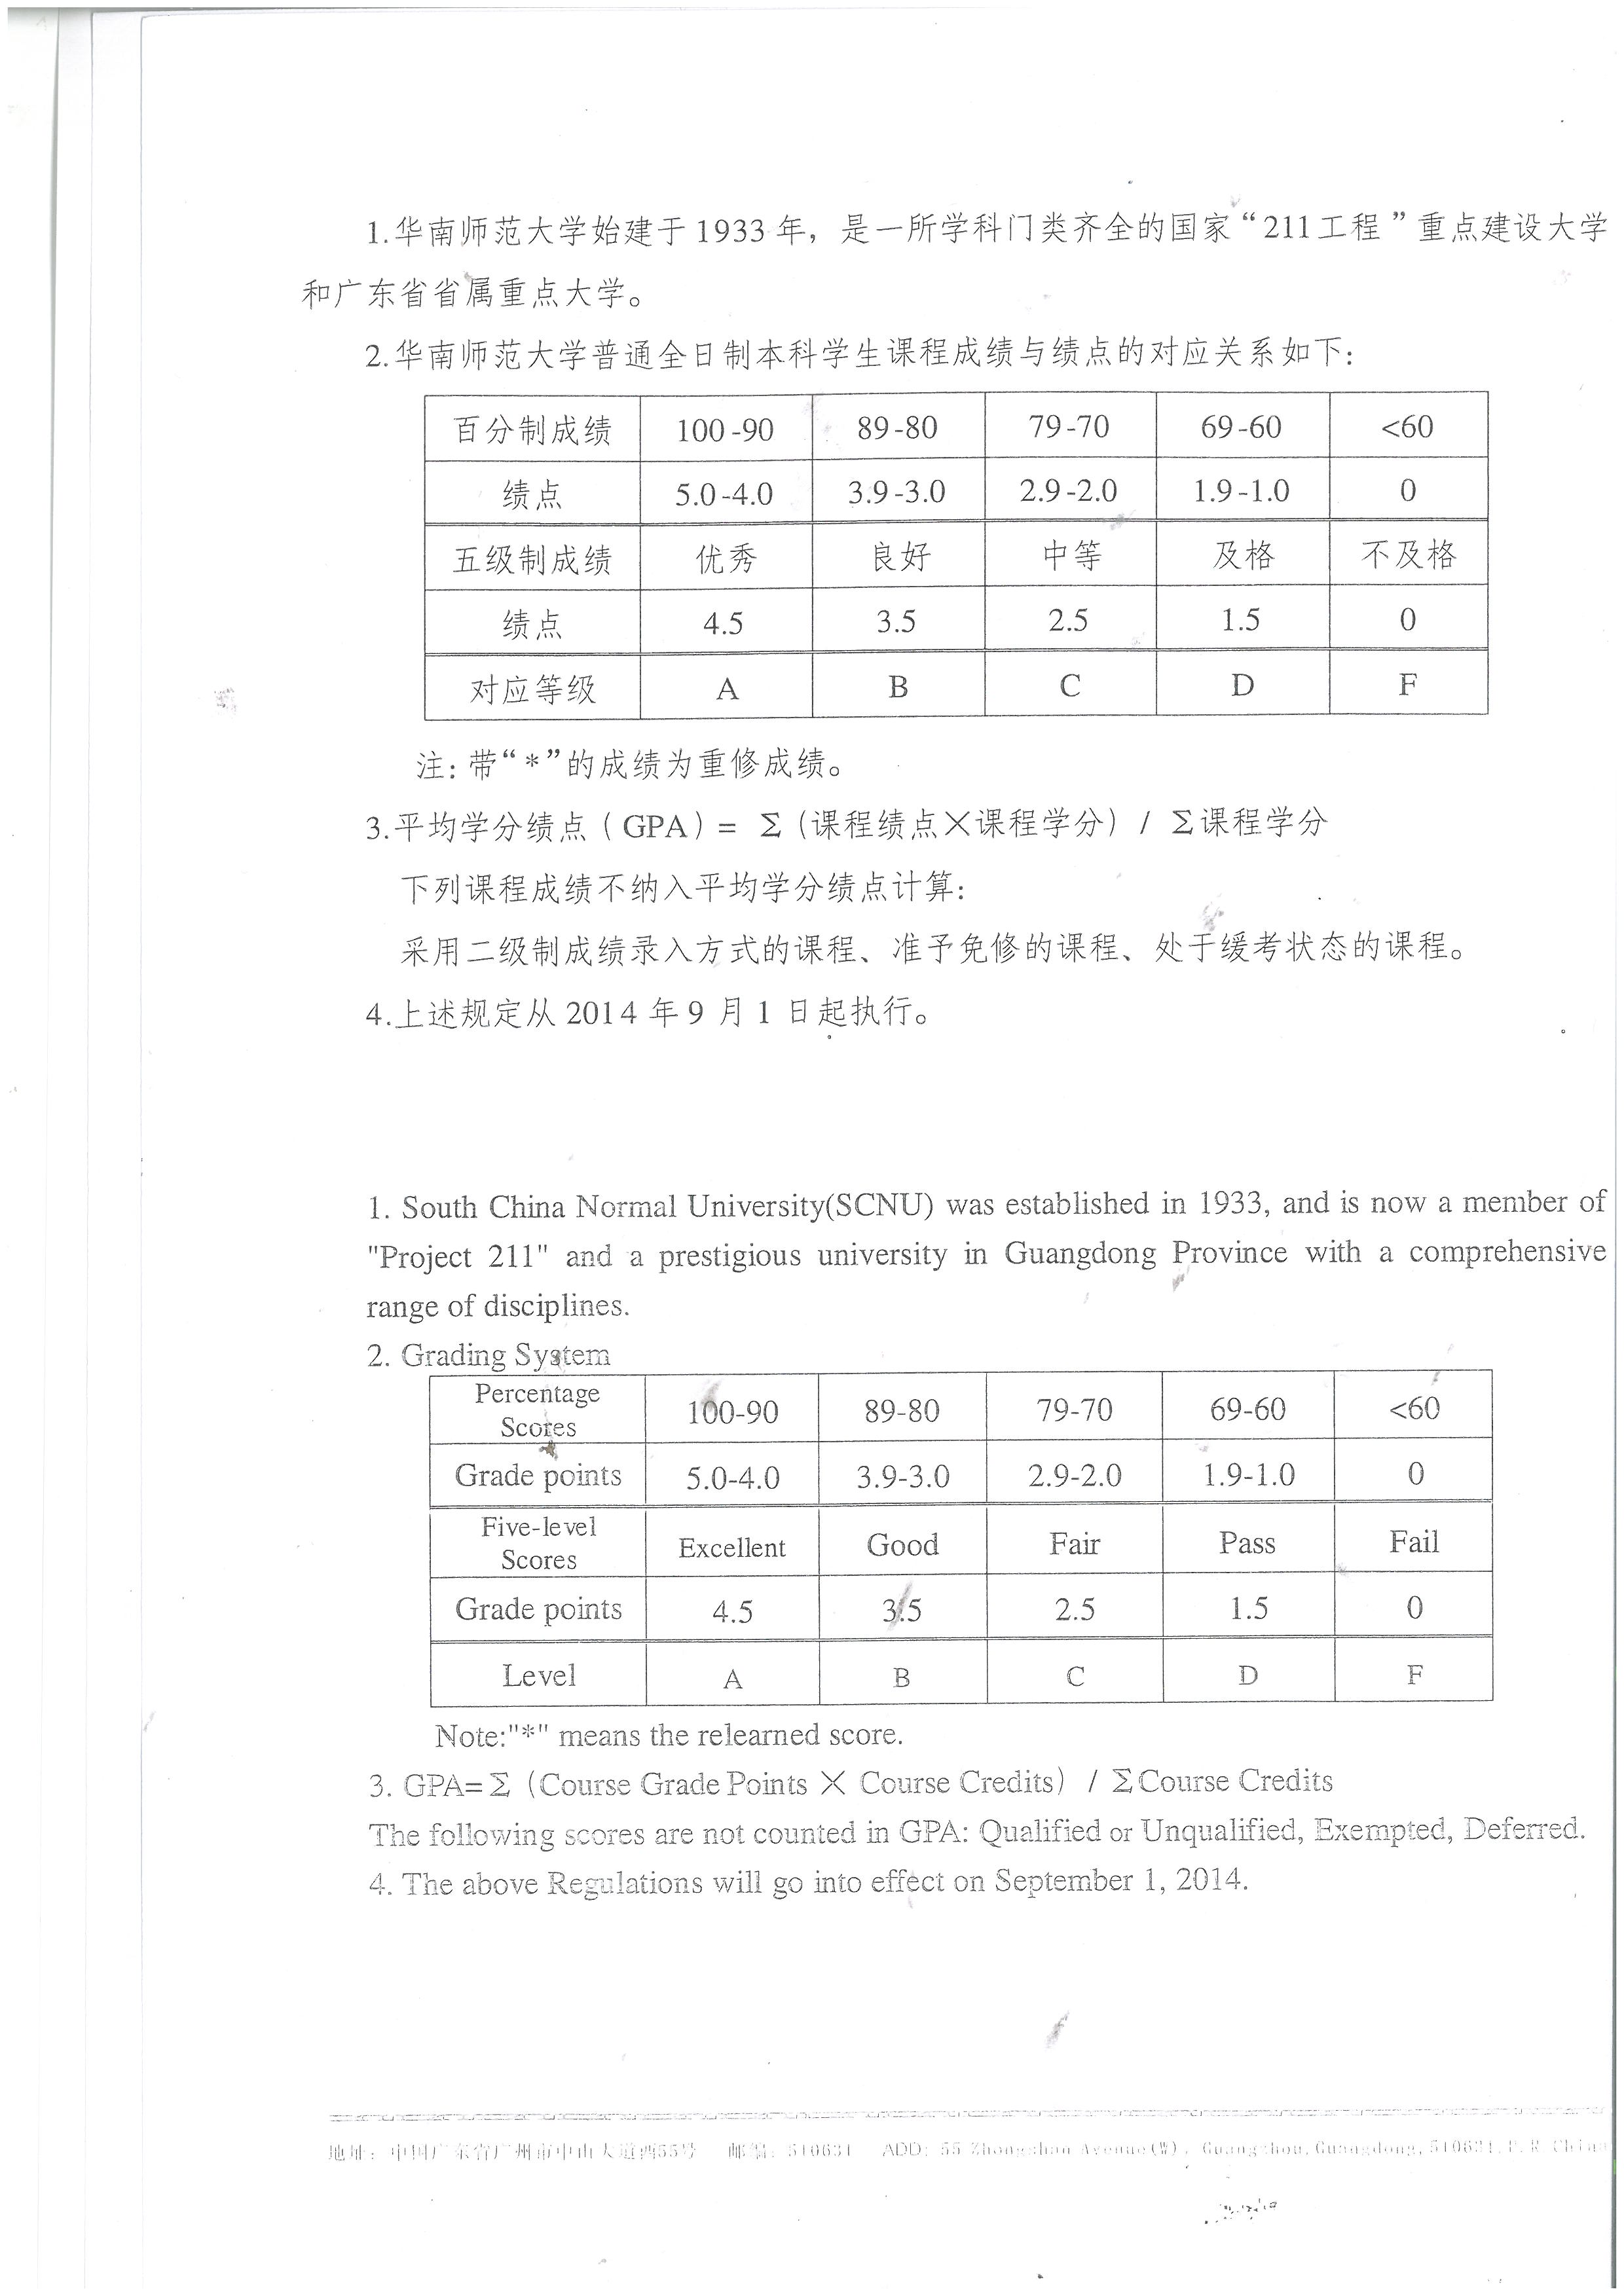 1.华南师范大学始建于1933年，是一所学科门类齐全的国家“211工程”重点建设大学
和广东省省属重点大学。
2.华南师范大学普通全日制本科学生课程成绩与绩点的对应关系如下：
百分制成绩 100-90 89-80 79-70 69-60 <60
绩点 5.0-4.0 3.9-3.0 2.9-2.0 1.9-1.0 0
五级制成绩 优秀 良好 中等 及格 不及格
绩点 4.5 3.5 2.5 1.5 0
对应等级 A B C D F
注：带“*”的成绩为重修成绩。
3.平均学分绩点（GPA）= Σ（课程绩点×课程学分）/ Σ课程学分
下列课程成绩不纳入平均学分绩点计算：
采用二级制成绩录入方式的课程、准予免修的课程、处于缓考状态的课程。
4.上述规定从2014年9月1日起执行。
1. South China Normal University(SCNU) was established in 1933, and is now a member of
"Project 211" and a prestigious university in Guangdong Province with a comprehensive
range of disciplines.
2. Grading System
Percentage
Scores 100-90 89-80 79-70 69-60 <60
Grade points 5.0-4.0 3.9-3.0 2.9-2.0 1.9-1.0 0
Five-level
Scores Excellent Good Fair Pass Fail
Grade points 4.5 3.5 2.5 1.5 0
Level A B C D F
Note:"*" means the relearned score.
3. GPA=Σ（Course Grade Points × Course Credits）/ ΣCourse Credits
The following scores are not counted in GPA: Qualified or Unqualified, Exempted, Deferred.
4. The above Regulations will go into effect on September 1, 2014.
地址：中国广东省广州市中山大道西55号 邮编：510631 ADD: 55 Zhongshan Avenue(W), Guangzhou, Guangdong, 510631, P.R China